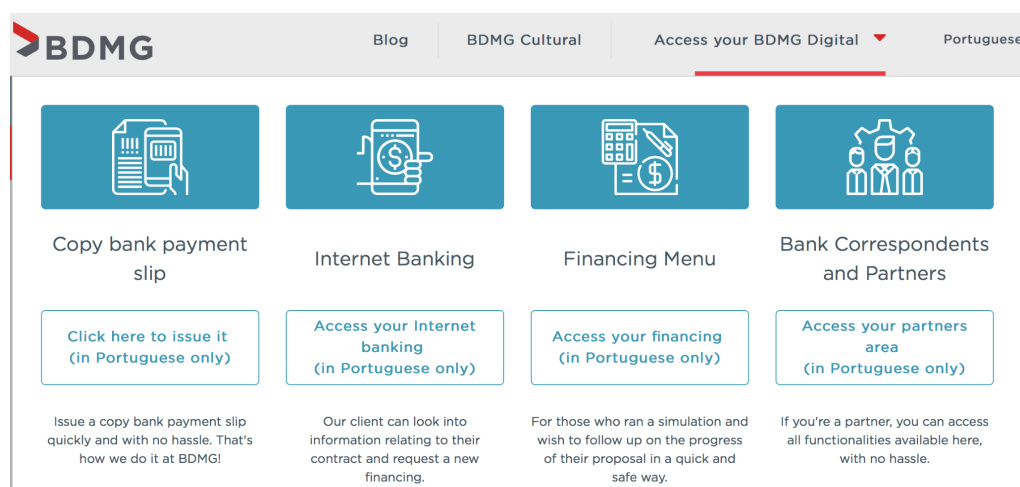 BDMG
Blog
BDMG Cultural
Access your BDMG Digital
Portuguese
Copy bank payment
slip
Click here to issue it
(in Portuguese only)
Issue a copy bank payment slip
quickly and with no hassle. That's
how we do it at BDMG!
Internet Banking
Access your Internet
banking
(in Portuguese only)
Our client can look into
information relating to their
contract and request a new
financing.
Financing Menu
Access your financing
(in Portuguese only)
For those who ran a simulation and
wish to follow up on the progress
of their proposal in a quick and
safe way.
Bank Correspondents
and Partners
Access your partners
area
(in Portuguese only)
If you're a partner, you can access
all functionalities available here,
with no hassle.